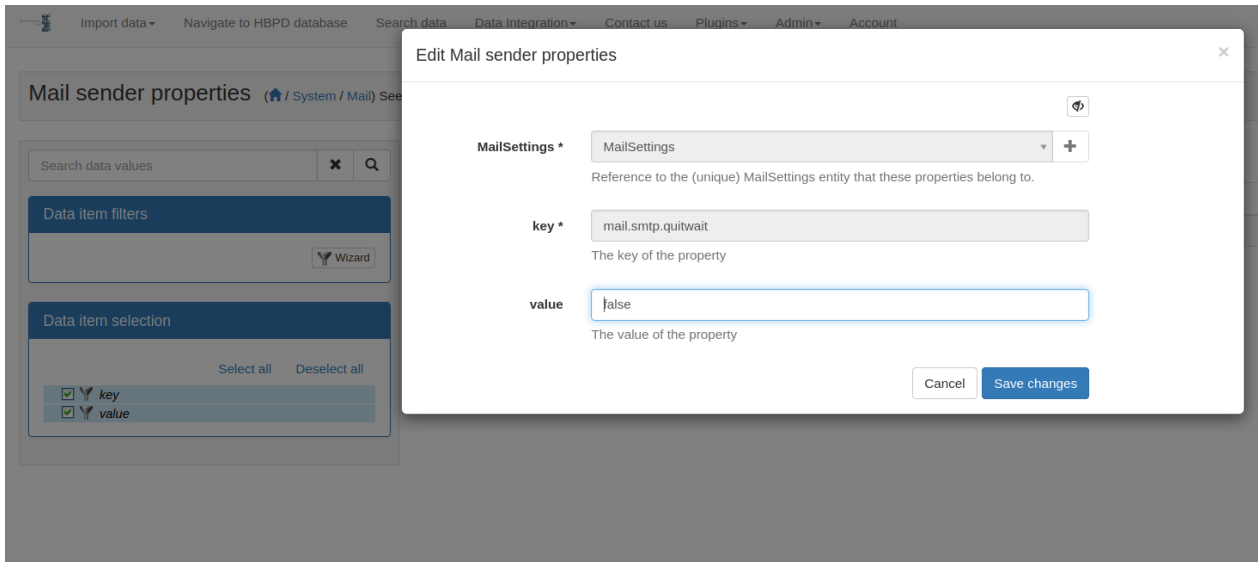 Import data Navigate to HBPD database Search data Data Integration Contact us Plugins Admin Account
Edit Mail sender properties ×
Mail sender properties ( / System / Mail) See
MailSettings * MailSettings
Reference to the (unique) MailSettings entity that these properties belong to.
Search data values
Data item filters
Wizard
key * mail.smtp.quitwait
The key of the property
value false
The value of the property
Data item selection
Select all Deselect all
key
value
Cancel Save changes